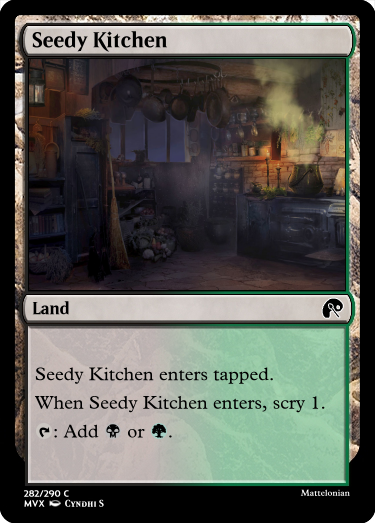 Seedy Kitchen
Land
Seedy Kitchen enters tapped.
When Seedy Kitchen enters, scry 1.
: Add or .
282/290 C
MVX Cyndhi S
Mattelonian